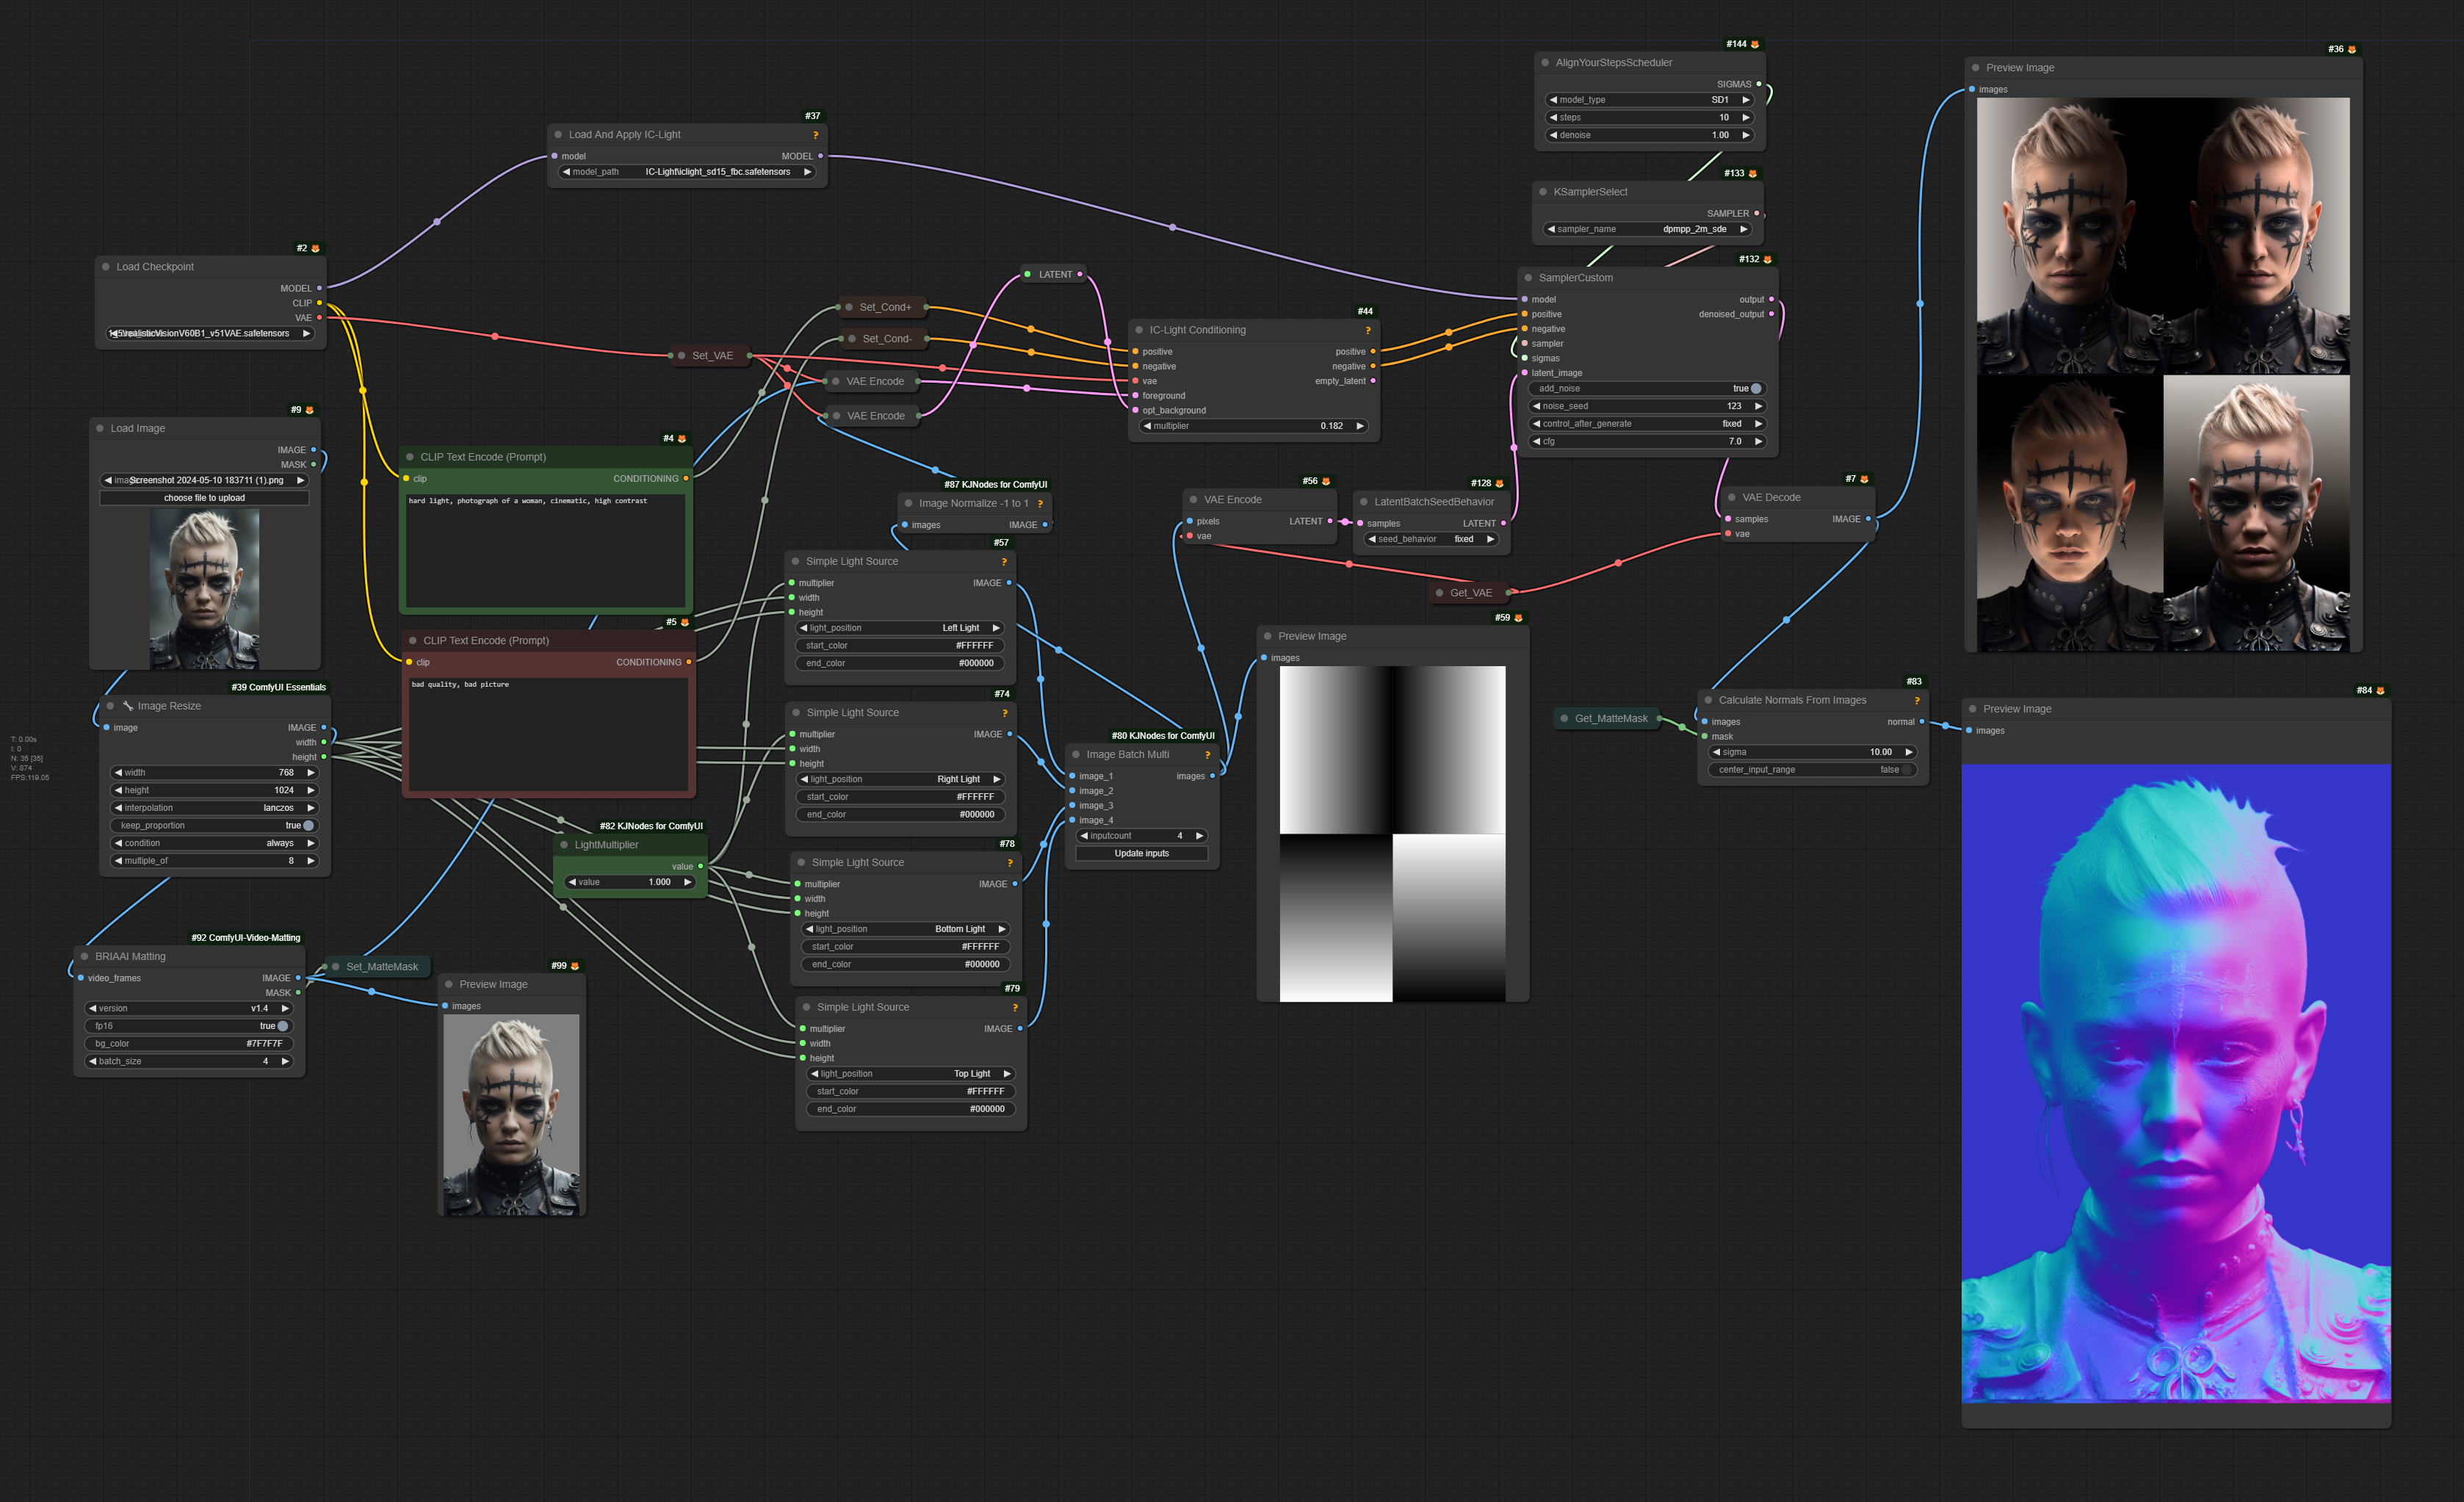 #37
Load And Apply IC-Light ?
model MODEL
model_path IC-Light\iclight_sd15_fbc.safetensors
#2
Load Checkpoint
MODEL
CLIP
VAE
realisticVisionV60B1_v51VAE.safetensors
#9
Load Image
IMAGE
MASK
Screenshot 2024-05-10 183711 (1).png
choose file to upload
#39 ComfyUI Essentials
Image Resize
image IMAGE
width
height
width 768
height 1024
interpolation lanczos
keep_proportion true
condition always
multiple_of 8
T: 0.00s
I: 0
N: 35 [35]
V: 874
FPS:119.05
#92 ComfyUI-Video-Matting
BRIAAI Matting
video_frames IMAGE
MASK
version v1.4
fp16 true
bg_color #7F7F7F
batch_size 4
Set_MatteMask
#99
Preview Image
images
#4
CLIP Text Encode (Prompt)
clip CONDITIONING
hard light, photograph of a woman, cinematic, high contrast
#5
CLIP Text Encode (Prompt)
clip CONDITIONING
bad quality, bad picture
#82 KJNodes for ComfyUI
LightMultiplier
value
value 1.000
Set_VAE
Set_Cond+
Set_Cond-
VAE Encode
VAE Encode
LATENT
#87 KJNodes for ComfyUI
Image Normalize -1 to 1 ?
images IMAGE
#57
Simple Light Source ?
multiplier IMAGE
width
height
light_position Left Light
start_color #FFFFFF
end_color #000000
#74
Simple Light Source ?
multiplier IMAGE
width
height
light_position Right Light
start_color #FFFFFF
end_color #000000
#78
Simple Light Source ?
multiplier IMAGE
width
height
light_position Bottom Light
start_color #FFFFFF
end_color #000000
#79
Simple Light Source ?
multiplier IMAGE
width
height
light_position Top Light
start_color #FFFFFF
end_color #000000
#80 KJNodes for ComfyUI
Image Batch Multi ?
image_1 images
image_2
image_3
image_4
inputcount 4
Update inputs
#44
IC-Light Conditioning ?
positive positive
negative negative
vae empty_latent
foreground
opt_background
multiplier 0.182
#56
VAE Encode
pixels LATENT
vae
#128
LatentBatchSeedBehavior
samples LATENT
seed_behavior fixed
Get_VAE
#59
Preview Image
images
#144
AlignYourStepsScheduler
SIGMAS
model_type SD1
steps 10
denoise 1.00
#133
KSamplerSelect
SAMPLER
sampler_name dpmpp_2m_sde
#132
SamplerCustom
model output
positive denoised_output
negative
sampler
sigmas
latent_image
add_noise true
noise_seed 123
control_after_generate fixed
cfg 7.0
#7
VAE Decode
samples IMAGE
vae
Get_MatteMask
#83
Calculate Normals From Images ?
images normal
mask
sigma 10.00
center_input_range false
#36
Preview Image
images
#84
Preview Image
images